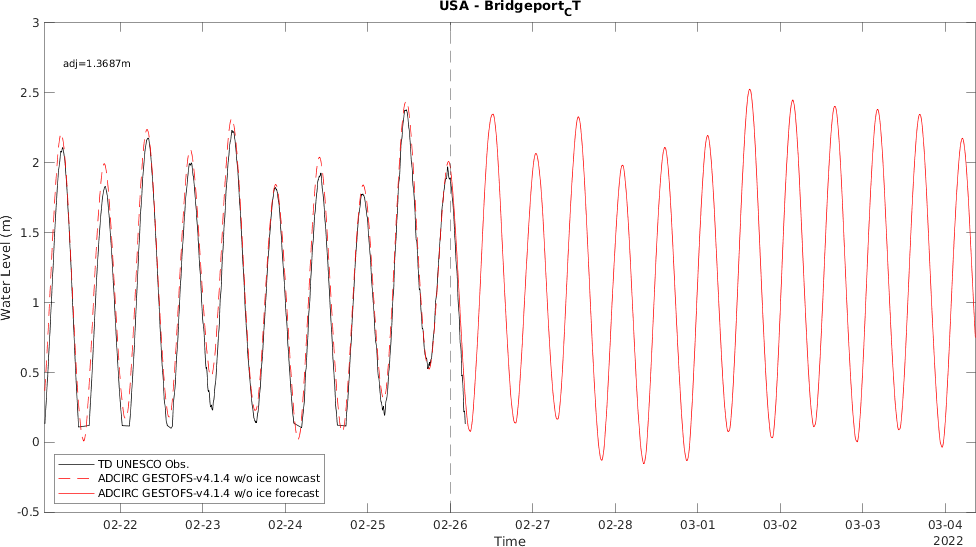 USA - Bridgeport_CT
3
2.5
2
1.5
1
0.5
0
-0.5
Water Level (m)
adj=1.3687m
TD UNESCO Obs.
ADCIRC GESTOFS-v4.1.4 w/o ice nowcast
ADCIRC GESTOFS-v4.1.4 w/o ice forecast
02-22 02-23 02-24 02-25 02-26 02-27 02-28 03-01 03-02 03-03 03-04
Time
2022